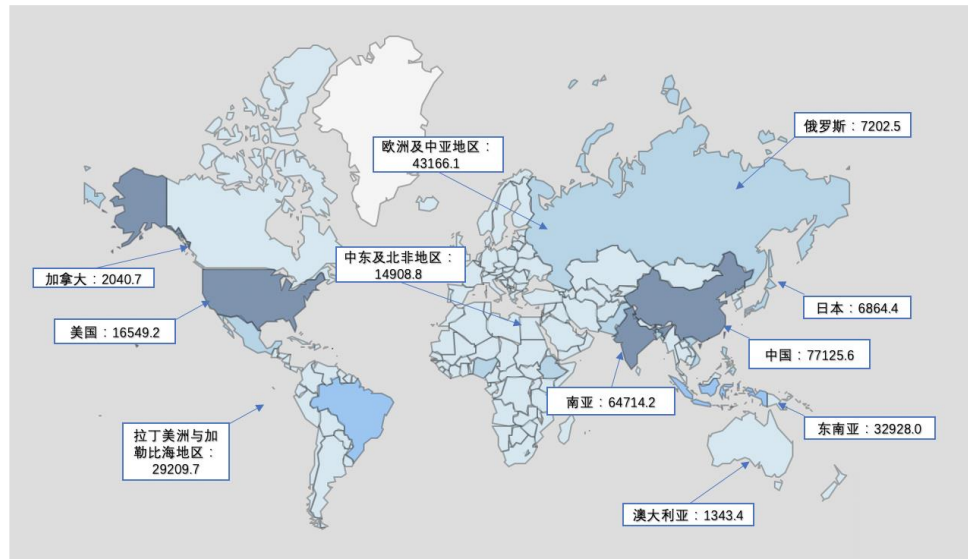 俄罗斯：7202.5
欧洲及中亚地区：
43166.1
中东及北非地区：
14908.8
加拿大：2040.7
日本：6864.4
美国：16549.2
中国：77125.6
南亚：64714.2
东南亚：32928.0
拉丁美洲与加
勒比海地区：
29209.7
澳大利亚：1343.4